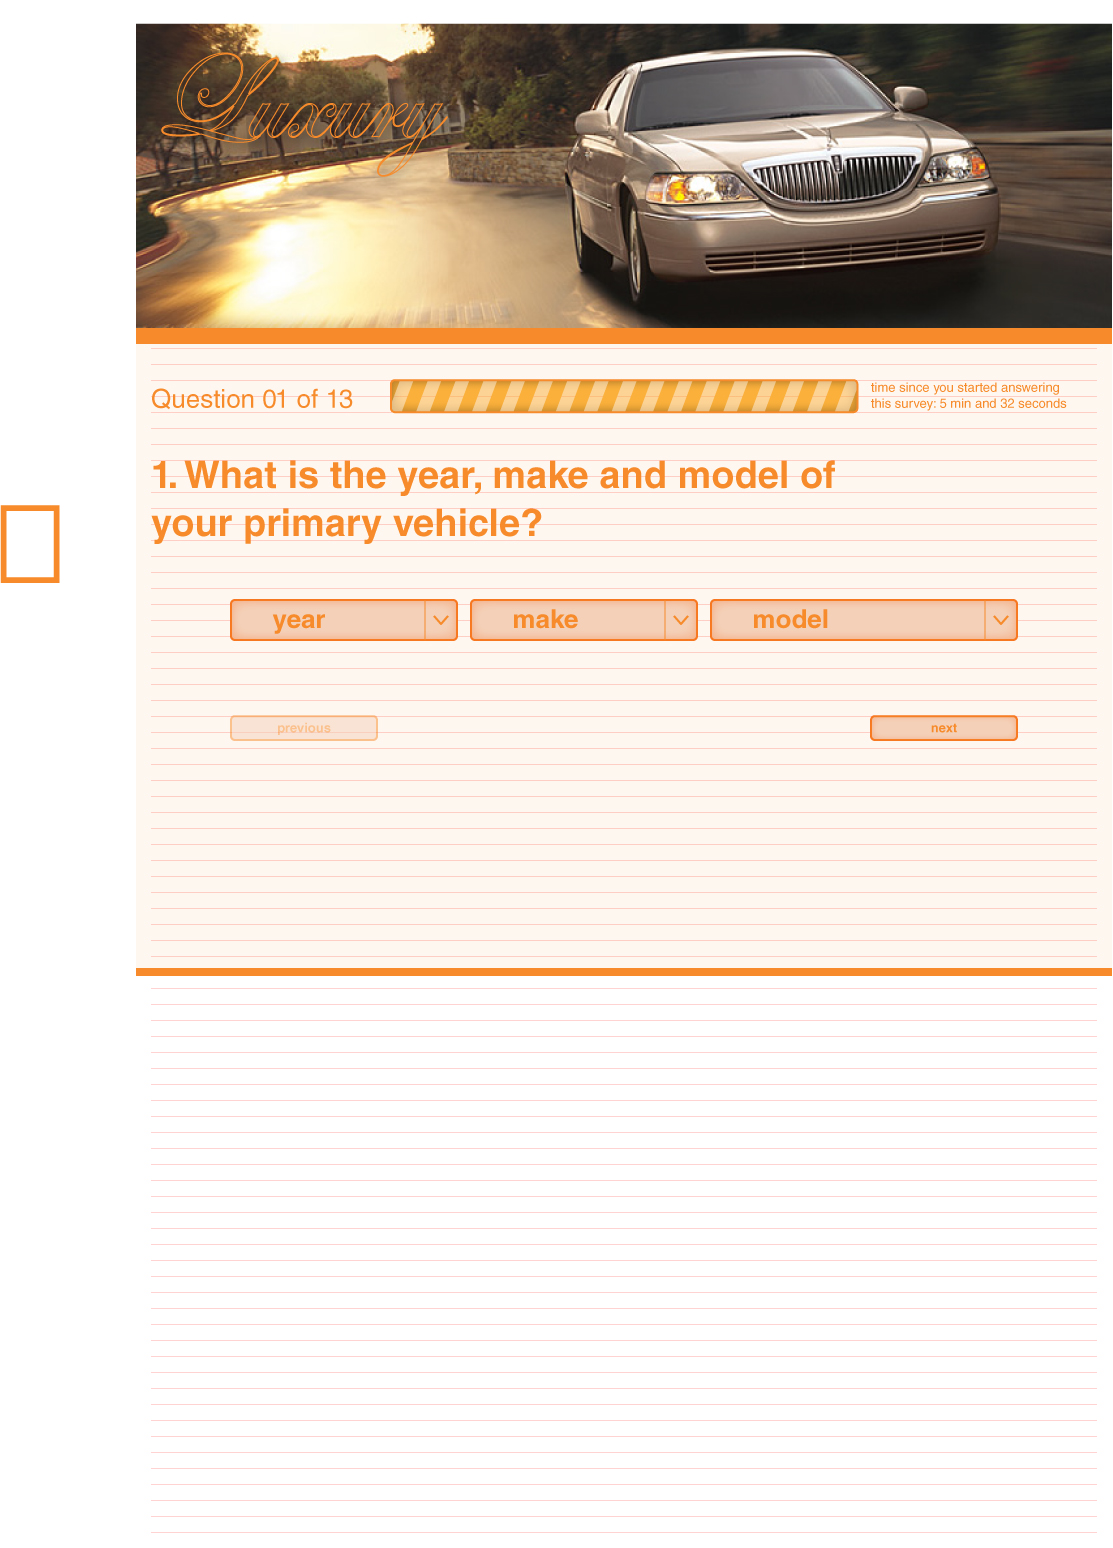 Luxury
Question 01 of 13
time since you started answering
this survey: 5 min and 32 seconds
1. What is the year, make and model of
your primary vehicle?
year make model
previous next